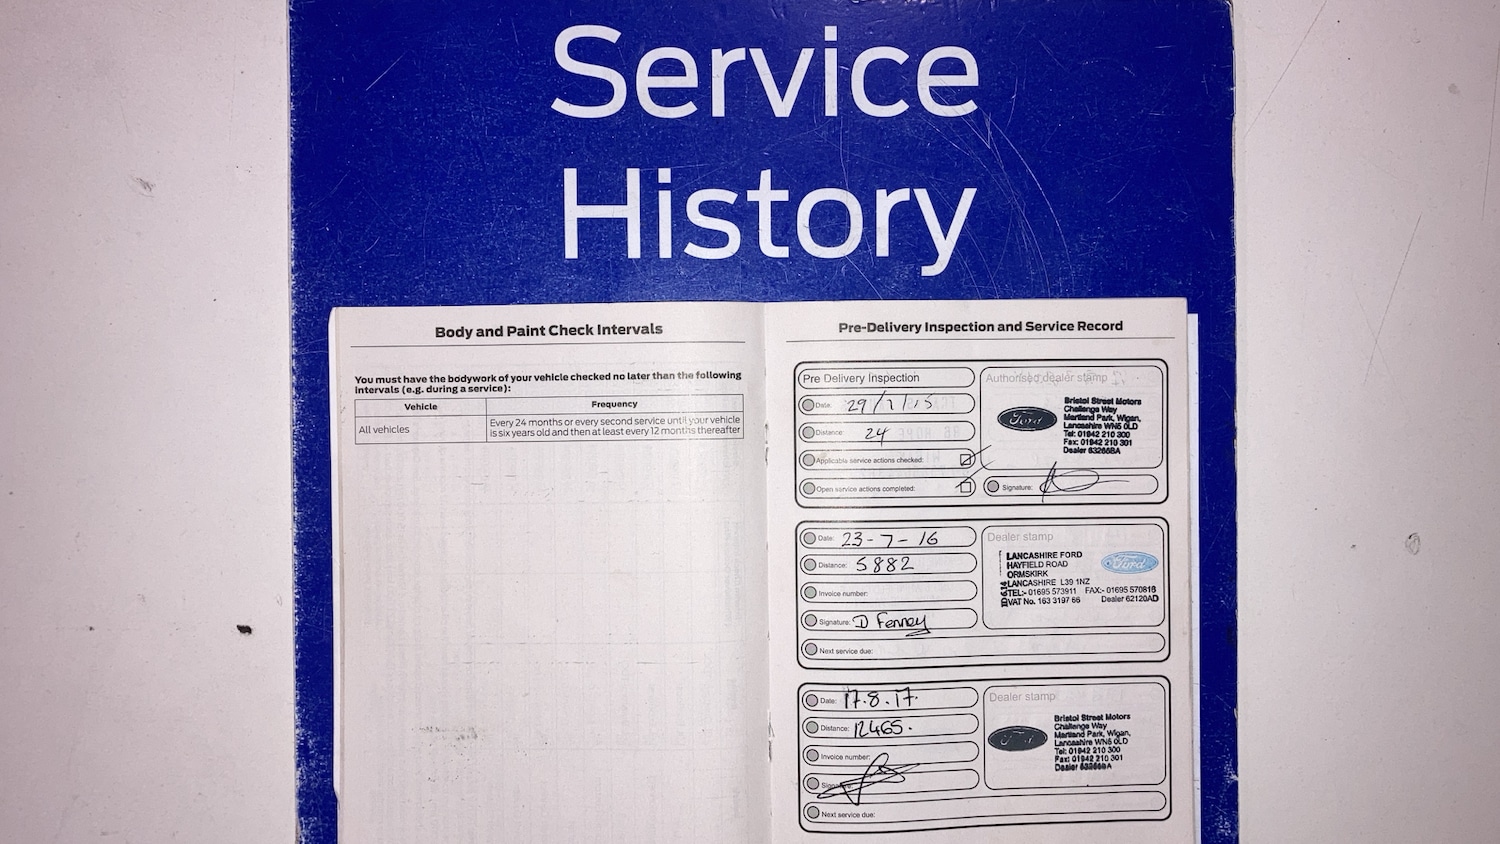 Service
History
Body and Paint Check Intervals
You must have the bodywork of your vehicle checked no later than the following
intervals (e.g. during a service):
Vehicle Frequency
All vehicles Every 24 months or every second service until your vehicle
is six years old and then at least every 12 months thereafter
Pre-Delivery Inspection and Service Record
Pre Delivery Inspection
Date: 29/7/15
Distance: 24
Applicable service actions checked:
Open service actions completed:
Authorised dealer stamp
Ford
Bristol Street Motors
Challenge Way
Martland Park, Wigan,
Lancashire WN5 0LD
Tel: 01942 210 300
Fax: 01942 210 301
Dealer
Signature:
Date: 23-7-16
Distance: 5882
Invoice number:
Signature: D Fenney
Next service due:
Dealer stamp
LANCASHIRE FORD
HAYFIELD ROAD
ORMSKIRK
LANCASHIRE L39 1NZ
TEL:- 01695 573911 FAX:- 01695 570816
VAT No. 163 3197 66 Dealer 62120AD
Ford
Date: 17.8.17.
Distance: 12465.
Invoice number:
Signature:
Next service due:
Dealer stamp
Ford
Bristol Street Motors
Challenge Way
Martland Park, Wigan,
Lancashire WN5 0LD
Tel: 01942 210 300
Fax: 01942 210 301
Dealer